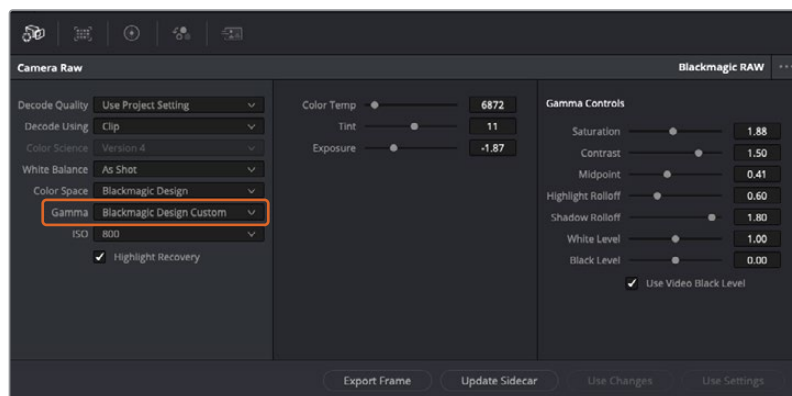 Camera Raw
Blackmagic RAW
Decode Quality Use Project Setting
Decode Using Clip
Color Science Version 4
White Balance As Shot
Color Space Blackmagic Design
Gamma Blackmagic Design Custom
ISO 800
Highlight Recovery
Color Temp 6872
Tint 11
Exposure -1.87
Gamma Controls
Saturation 1.88
Contrast 1.50
Midpoint 0.41
Highlight Rolloff 0.60
Shadow Rolloff 1.80
White Level 1.00
Black Level 0.00
Use Video Black Level
Export Frame
Update Sidecar
Use Changes
Use Settings